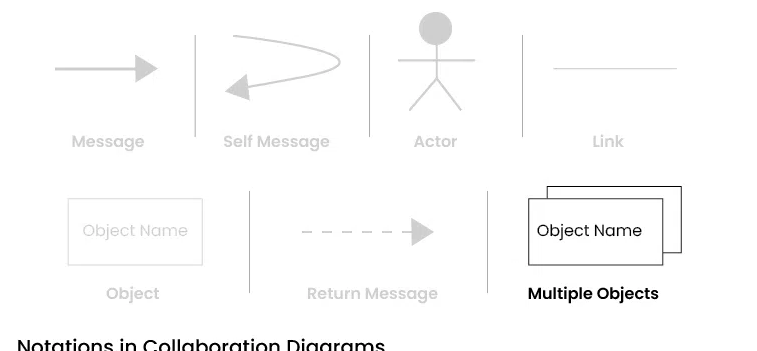 Message
Self Message
Actor
Link
Object Name
Object Name
Object
Return Message
Multiple Objects
Notations in Collaboration Diagrams